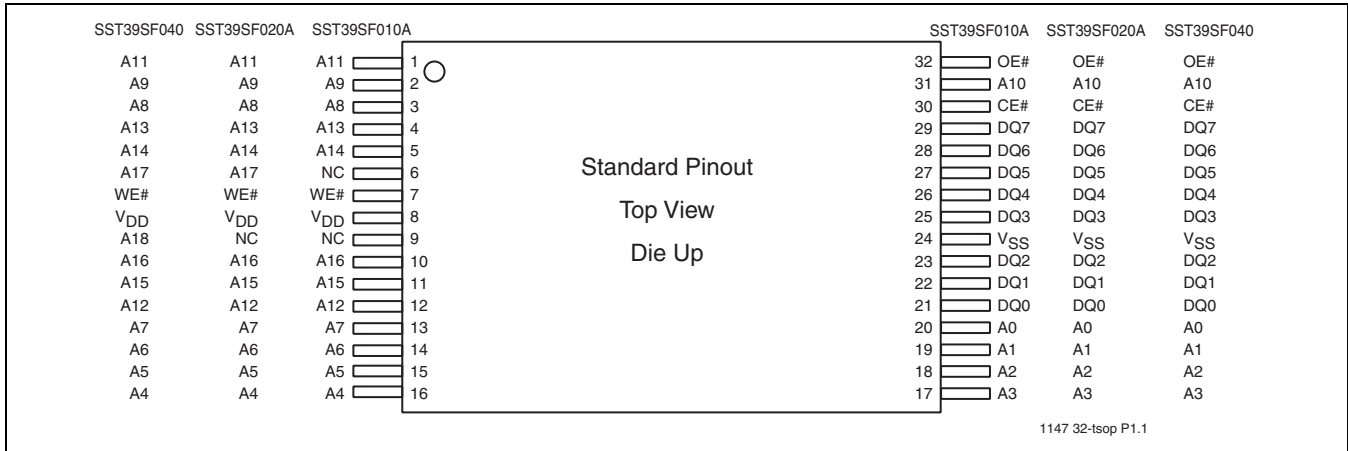 SST39SF040 SST39SF020A SST39SF010A SST39SF010A SST39SF020A SST39SF040
A11 A11 A11 1 32 OE# OE# OE#
A9 A9 A9 2 31 A10 A10 A10
A8 A8 A8 3 30 CE# CE# CE#
A13 A13 A13 4 29 DQ7 DQ7 DQ7
A14 A14 A14 5 28 DQ6 DQ6 DQ6
A17 A17 NC 6 Standard Pinout 27 DQ5 DQ5 DQ5
WE# WE# WE# 7 26 DQ4 DQ4 DQ4
VDD VDD VDD 8 Top View 25 DQ3 DQ3 DQ3
A18 NC NC 9 24 VSS VSS VSS
A16 A16 A16 10 Die Up 23 DQ2 DQ2 DQ2
A15 A15 A15 11 22 DQ1 DQ1 DQ1
A12 A12 A12 12 21 DQ0 DQ0 DQ0
A7 A7 A7 13 20 A0 A0 A0
A6 A6 A6 14 19 A1 A1 A1
A5 A5 A5 15 18 A2 A2 A2
A4 A4 A4 16 17 A3 A3 A3
1147 32-tsop P1.1